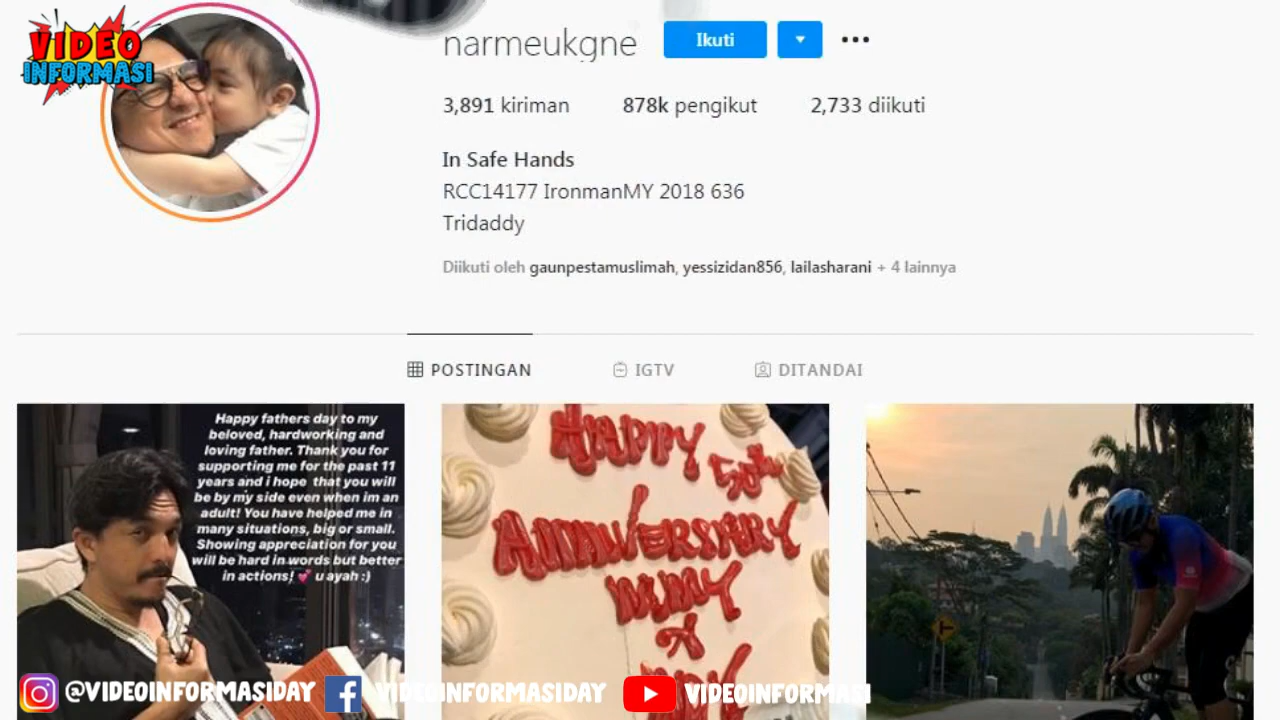 VIDEO
INFORMASI
narmeukgne
Ikuti
3,891 kiriman
878k pengikut
2,733 diikuti
In Safe Hands
RCC14177 IronmanMY 2018 636
Tridaddy
Diikuti oleh gaunpestamuslimah, yessizidan856, lailasharani + 4 lainnya
POSTINGAN
IGTV
DITANDAI
Happy fathers day to my
beloved, hardworking and
loving father. Thank you for
supporting me for the past 11
years and i hope that you will
be by my side even when im an
adult! You have helped me in
many situations, big or small.
Showing appreciation for you
will be hard in words but better
in actions! 💕 u ayah :)
HAPPY
50th
ANNIVERSARY
MUMY
&
@VIDEOINFORMASIDAY
VIDEOINFORMASIDAY
VIDEOINFORMASI